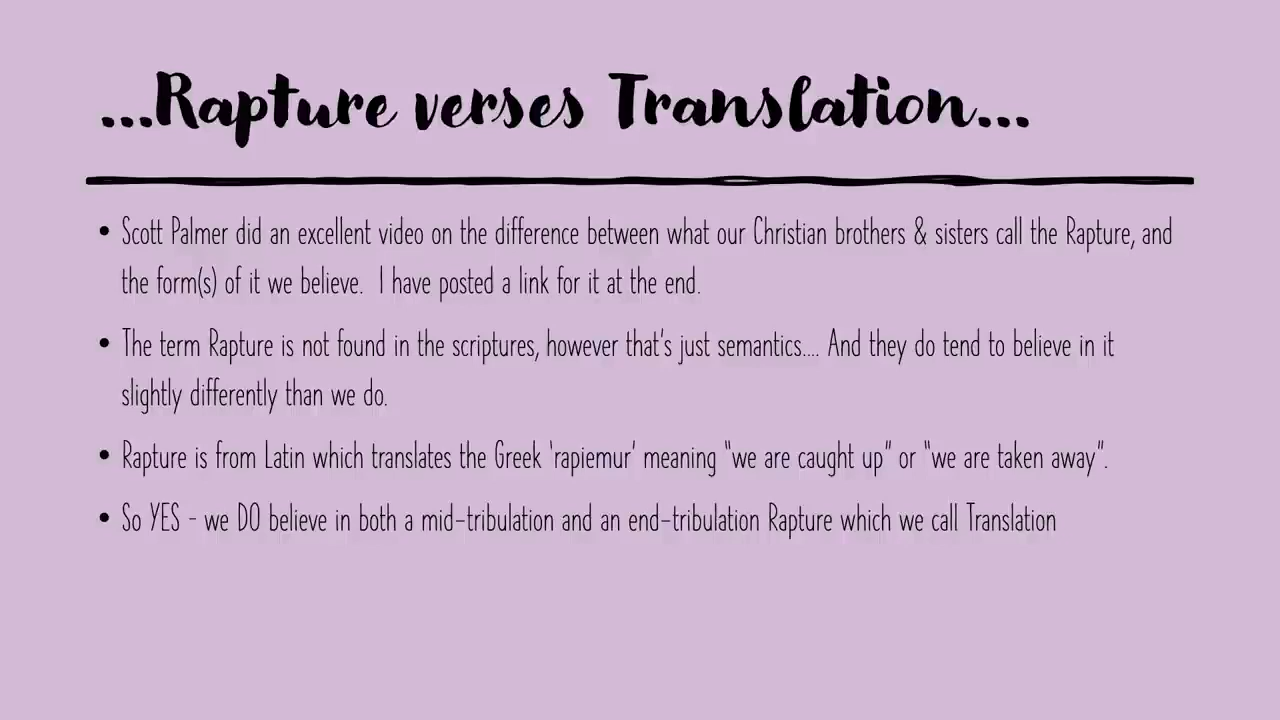 ...Rapture verses Translation...
• Scott Palmer did an excellent video on the difference between what our Christian brothers & sisters call the Rapture, and
the form(s) of it we believe.  I have posted a link for it at the end.
• The term Rapture is not found in the scriptures, however that's just semantics.... And they do tend to believe in it
slightly differently than we do.
• Rapture is from Latin which translates the Greek 'rapiemur' meaning "we are caught up" or "we are taken away".
• So YES - we DO believe in both a mid-tribulation and an end-tribulation Rapture which we call Translation